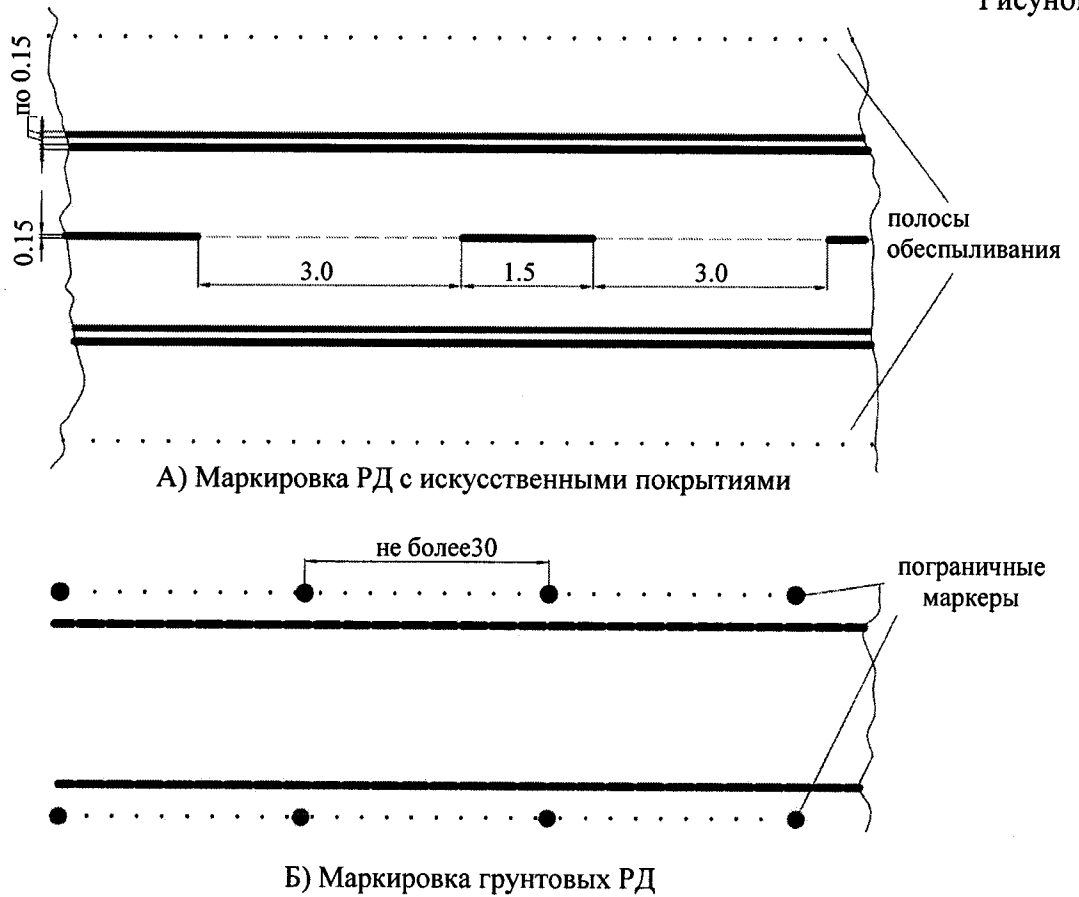 Рисунок
по 0.15
0.15
3.0
1.5
3.0
полосы
обеспыливания
А) Маркировка РД с искусственными покрытиями
не более30
пограничные
маркеры
Б) Маркировка грунтовых РД